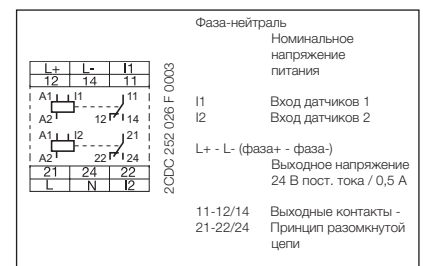 L+ L- I1
12 14 11
A1 I1 11
A2 12 14
A1 I2 21
A2 22 24
21 24 22
L N I2
2CDC 252 026 F 0003
Фаза-нейтраль
Номинальное
напряжение
питания
I1 Вход датчиков 1
I2 Вход датчиков 2
L+ - L- (фаза+ - фаза-)
Выходное напряжение
24 В пост. тока / 0,5 А
11-12/14 Выходные контакты -
21-22/24 Принцип разомкнутой
цепи